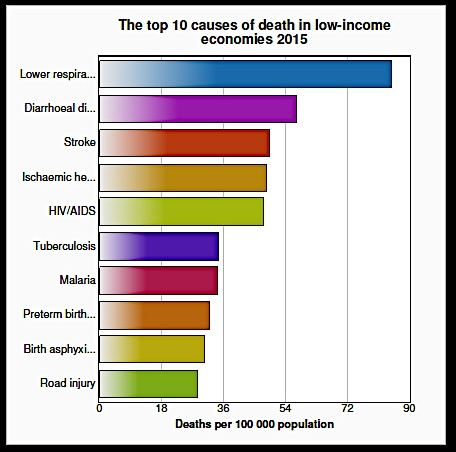 The top 10 causes of death in low-income
economies 2015
Lower respira...
Diarrhoeal di...
Stroke
Ischaemic he...
HIV/AIDS
Tuberculosis
Malaria
Preterm birth...
Birth asphyxi...
Road injury
0 18 36 54 72 90
Deaths per 100 000 population